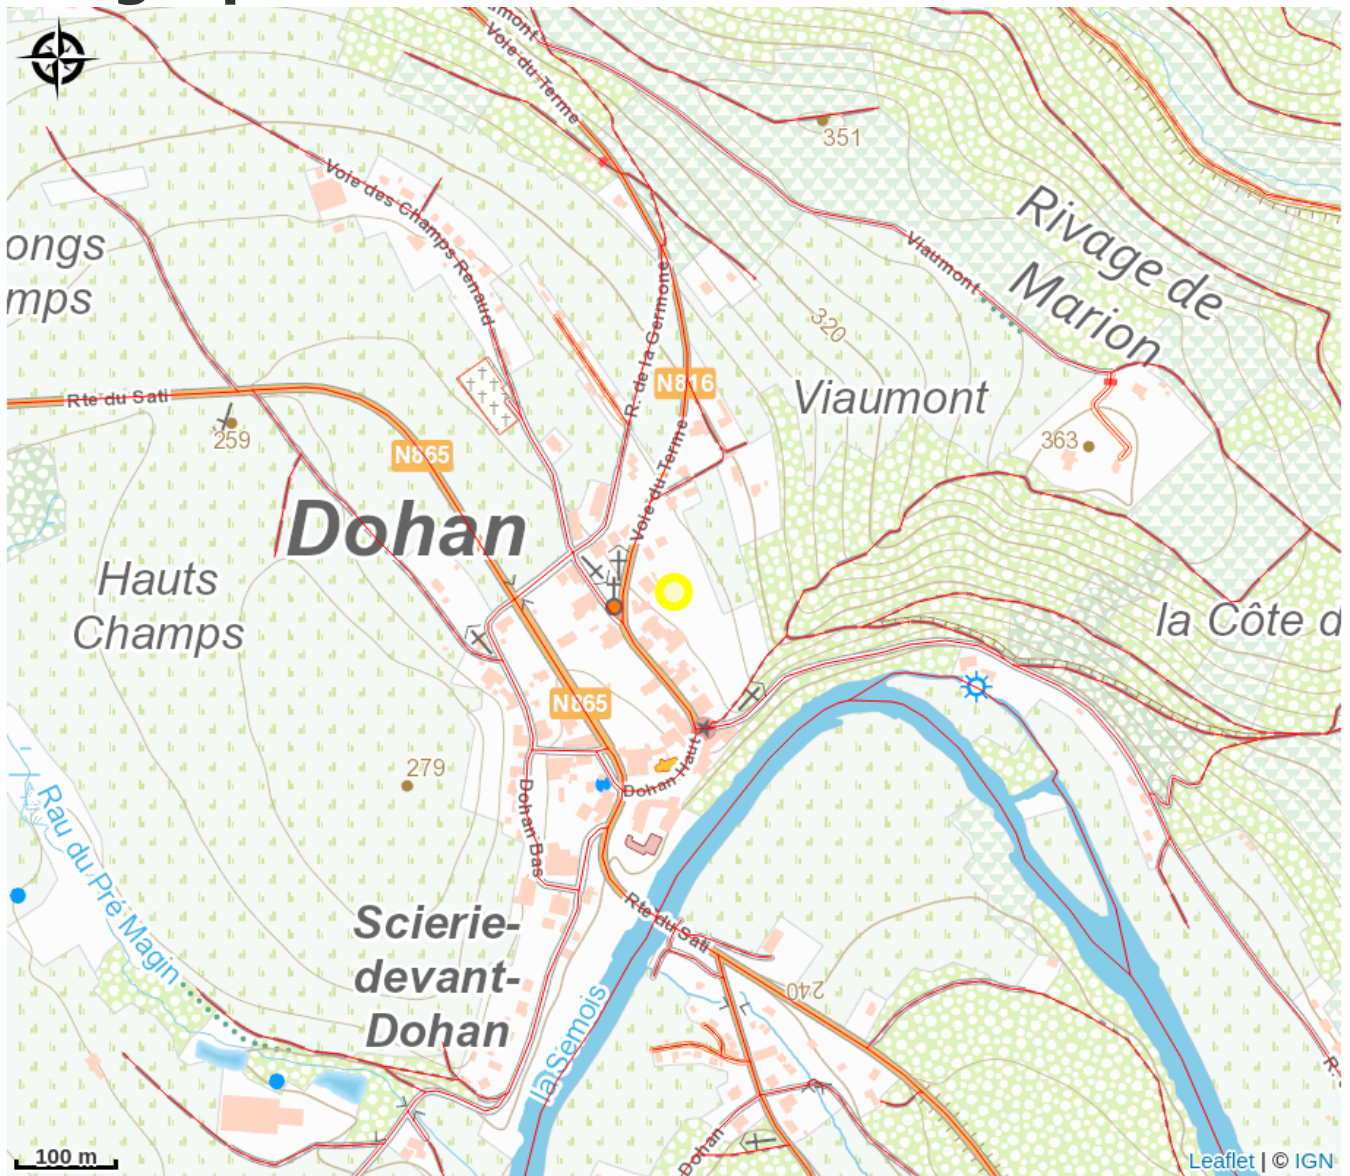 umont
Voie du Terme
351
Voie des Champs Renaud
Rivage de
Marion
ongs
mps
Viaumont
320
R. de la Germone
N816
Rte du Sati
259
N865
Viaumont
363
Voie du Terme
Dohan
Hauts
Champs
la Côte d
N865
Dohan Haut
279
Dohan Bas
Rau du Pré Magin
Rte du Sati
Scierie-
devant-
Dohan
240
la Semois
R.
Dohan
100 m
Leaflet | © IGN